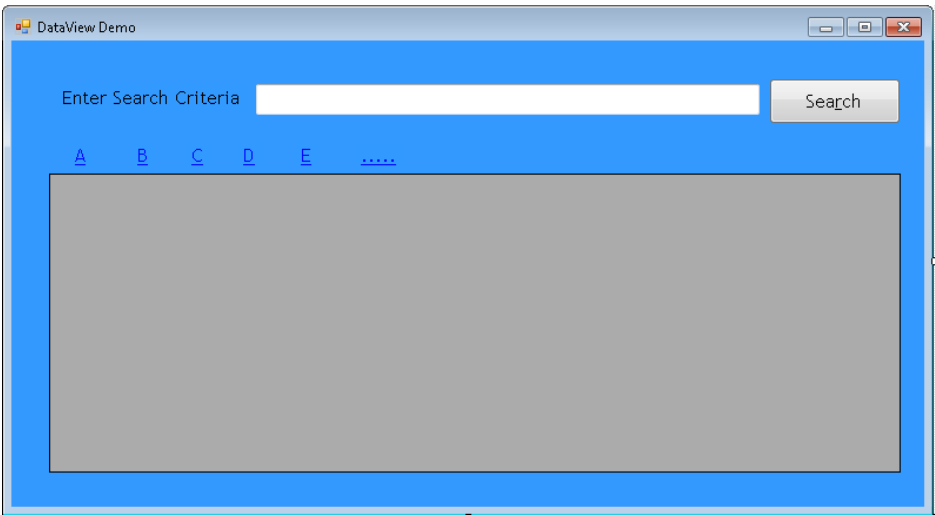 DataView Demo
Enter Search Criteria Search
A B C D E .....